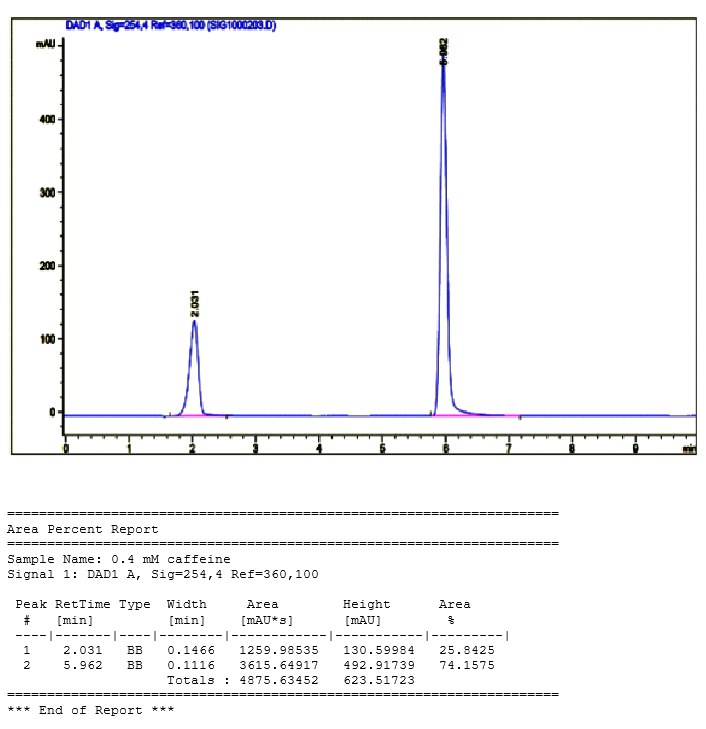 DAD1 A, Sig=254,4 Ref=360,100 (SIG1000203.D)
mAU
5.962
400
300
200
2.031
100
0
0 1 2 3 4 5 6 7 8 9 min
=====================================================================
Area Percent Report
=====================================================================
Sample Name: 0.4 mM caffeine
Signal 1: DAD1 A, Sig=254,4 Ref=360,100
Peak RetTime Type Width Area Height Area
# [min] [min] [mAU*s] [mAU] %
----|-------|----|-------|------------|-----------|----------|
1 2.031 BB 0.1466 1259.98535 130.59984 25.8425
2 5.962 BB 0.1116 3615.64917 492.91739 74.1575
Totals : 4875.63452 623.51723
=====================================================================
*** End of Report ***